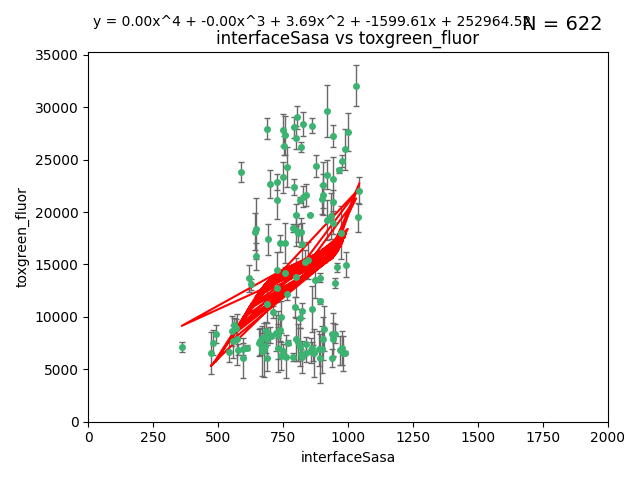 y = 0.00x^4 + -0.00x^3 + 3.69x^2 + -1599.61x + 252964.52
N = 622
interfaceSasa vs toxgreen_fluor
35000
30000
25000
20000
15000
10000
5000
0
toxgreen_fluor
0 250 500 750 1000 1250 1500 1750 2000
interfaceSasa